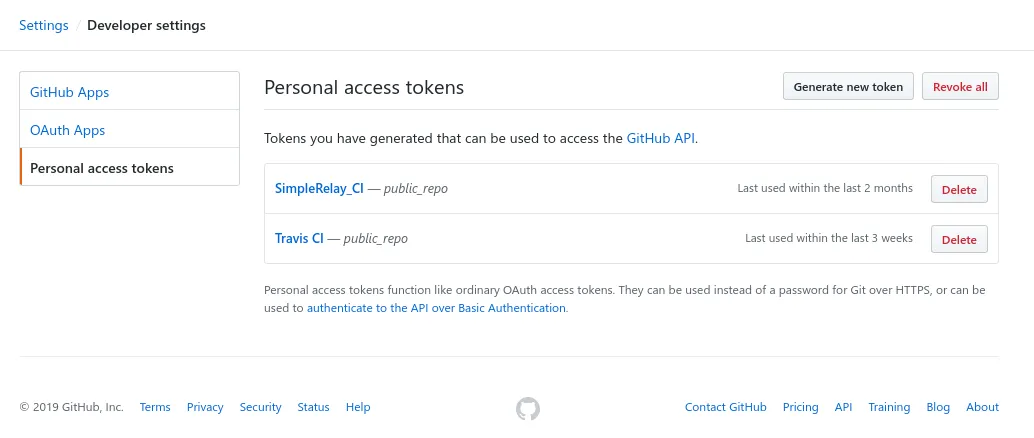 Settings / Developer settings
GitHub Apps
OAuth Apps
Personal access tokens
Personal access tokens
Generate new token
Revoke all
Tokens you have generated that can be used to access the GitHub API.
SimpleRelay_CI — public_repo
Last used within the last 2 months
Delete
Travis CI — public_repo
Last used within the last 3 weeks
Delete
Personal access tokens function like ordinary OAuth access tokens. They can be used instead of a password for Git over HTTPS, or can be
used to authenticate to the API over Basic Authentication.
© 2019 GitHub, Inc. Terms Privacy Security Status Help Contact GitHub Pricing API Training Blog About